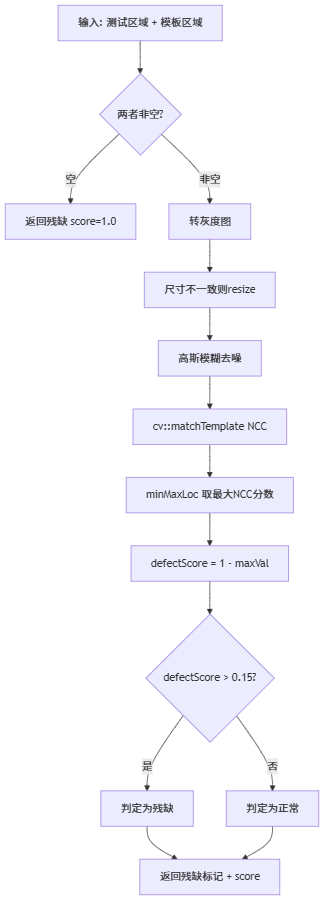 输入: 测试区域 + 模板区域
两者非空?
空
非空
返回残缺 score=1.0
转灰度图
尺寸不一致则resize
高斯模糊去噪
cv::matchTemplate NCC
minMaxLoc 取最大NCC分数
defectScore = 1 - maxVal
defectScore > 0.15?
是
否
判定为残缺
判定为正常
返回残缺标记 + score